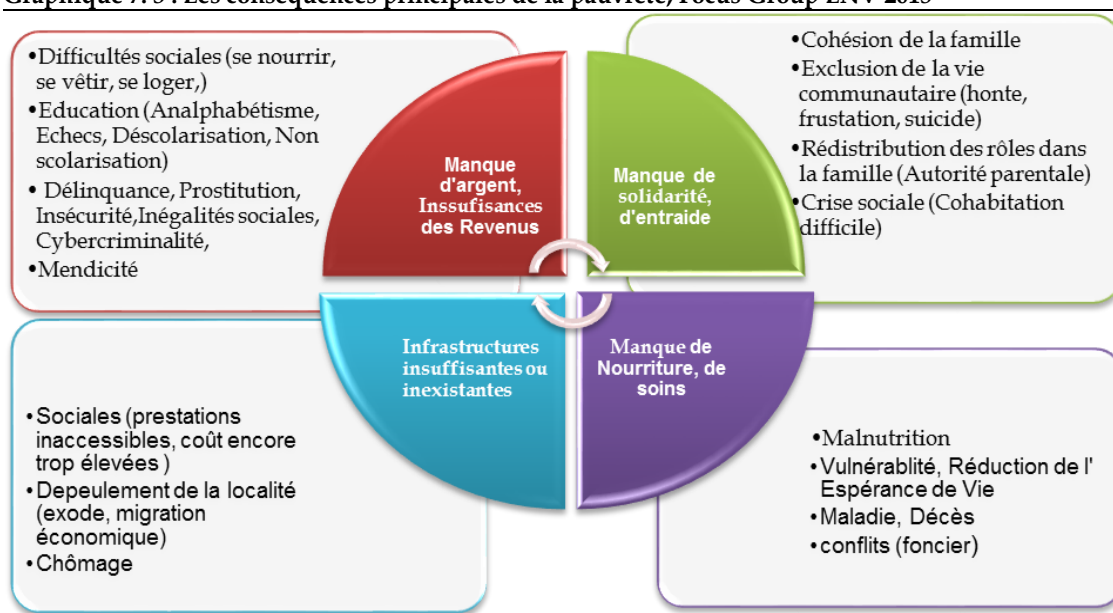 Graphique 7. 5 : Les conséquences principales de la pauvreté, Focus Group ENV 2015
•Difficultés sociales (se nourrir,
se vêtir, se loger,)
•Education (Analphabétisme,
Echecs, Déscolarisation, Non
scolarisation)
• Délinquance, Prostitution,
Insécurité,Inégalités sociales,
Cybercriminalité,
•Mendicité
Manque
d'argent,
Inssufisances
des Revenus
Manque de
solidarité,
d'entraide
•Cohésion de la famille
•Exclusion de la vie
communautaire (honte,
frustation, suicide)
•Rédistribution des rôles dans
la famille (Autorité parentale)
•Crise sociale (Cohabitation
difficile)
•Sociales (prestations
inaccessibles, coût encore
trop élevées )
•Depeulement de la localité
(exode, migration
économique)
•Chômage
Infrastructures
insuffisantes ou
inexistantes
Manque de
Nourriture, de
soins
•Malnutrition
•Vulnérablité, Réduction de l'
Espérance de Vie
•Maladie, Décès
•conflits (foncier)